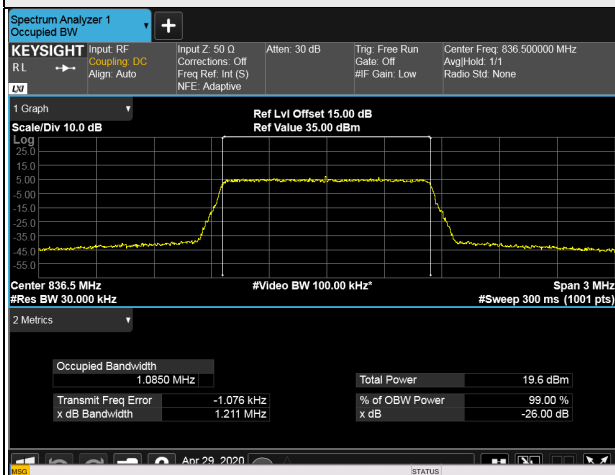 Spectrum Analyzer 1
Occupied BW
+
KEYSIGHT Input: RF Input Z: 50 Ω Atten: 30 dB Trig: Free Run Center Freq: 836.500000 MHz
RL Coupling: DC Corrections: Off Gate: Off Avg|Hold: 1/1
Align: Auto Freq Ref: Int (S) #IF Gain: Low Radio Std: None
LXI NFE: Adaptive
1 Graph
Ref Lvl Offset 15.00 dB
Scale/Div 10.0 dB Ref Value 35.00 dBm
Log
25.0
15.0
5.00
-5.00
-15.0
-25.0
-35.0
-45.0
-55.0
Center 836.5 MHz #Video BW 100.00 kHz* Span 3 MHz
#Res BW 30.000 kHz #Sweep 300 ms (1001 pts)
2 Metrics
Occupied Bandwidth
1.0850 MHz Total Power 19.6 dBm
Transmit Freq Error -1.076 kHz % of OBW Power 99.00 %
x dB Bandwidth 1.211 MHz x dB -26.00 dB
Apr 29, 2020
MSG STATUS